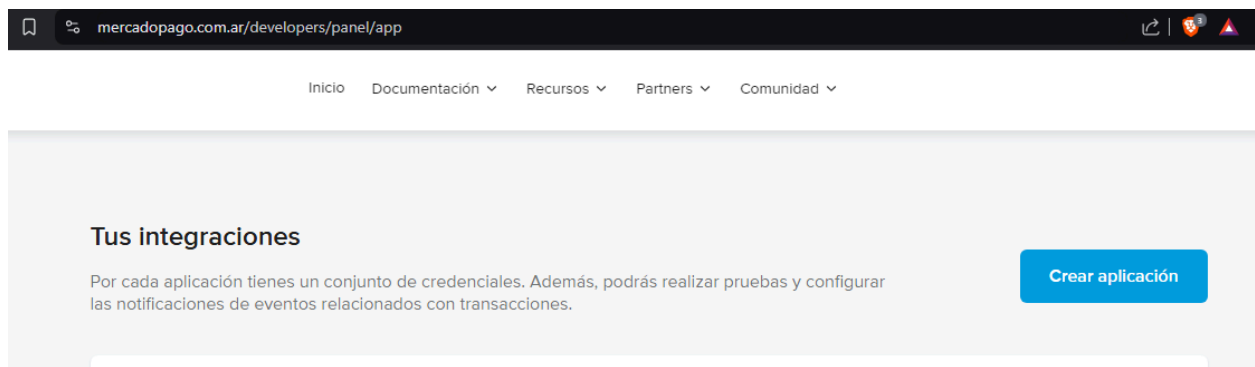 mercadopago.com.ar/developers/panel/app
3
Inicio Documentación Recursos Partners Comunidad
Tus integraciones
Por cada aplicación tienes un conjunto de credenciales. Además, podrás realizar pruebas y configurar
las notificaciones de eventos relacionados con transacciones.
Crear aplicación